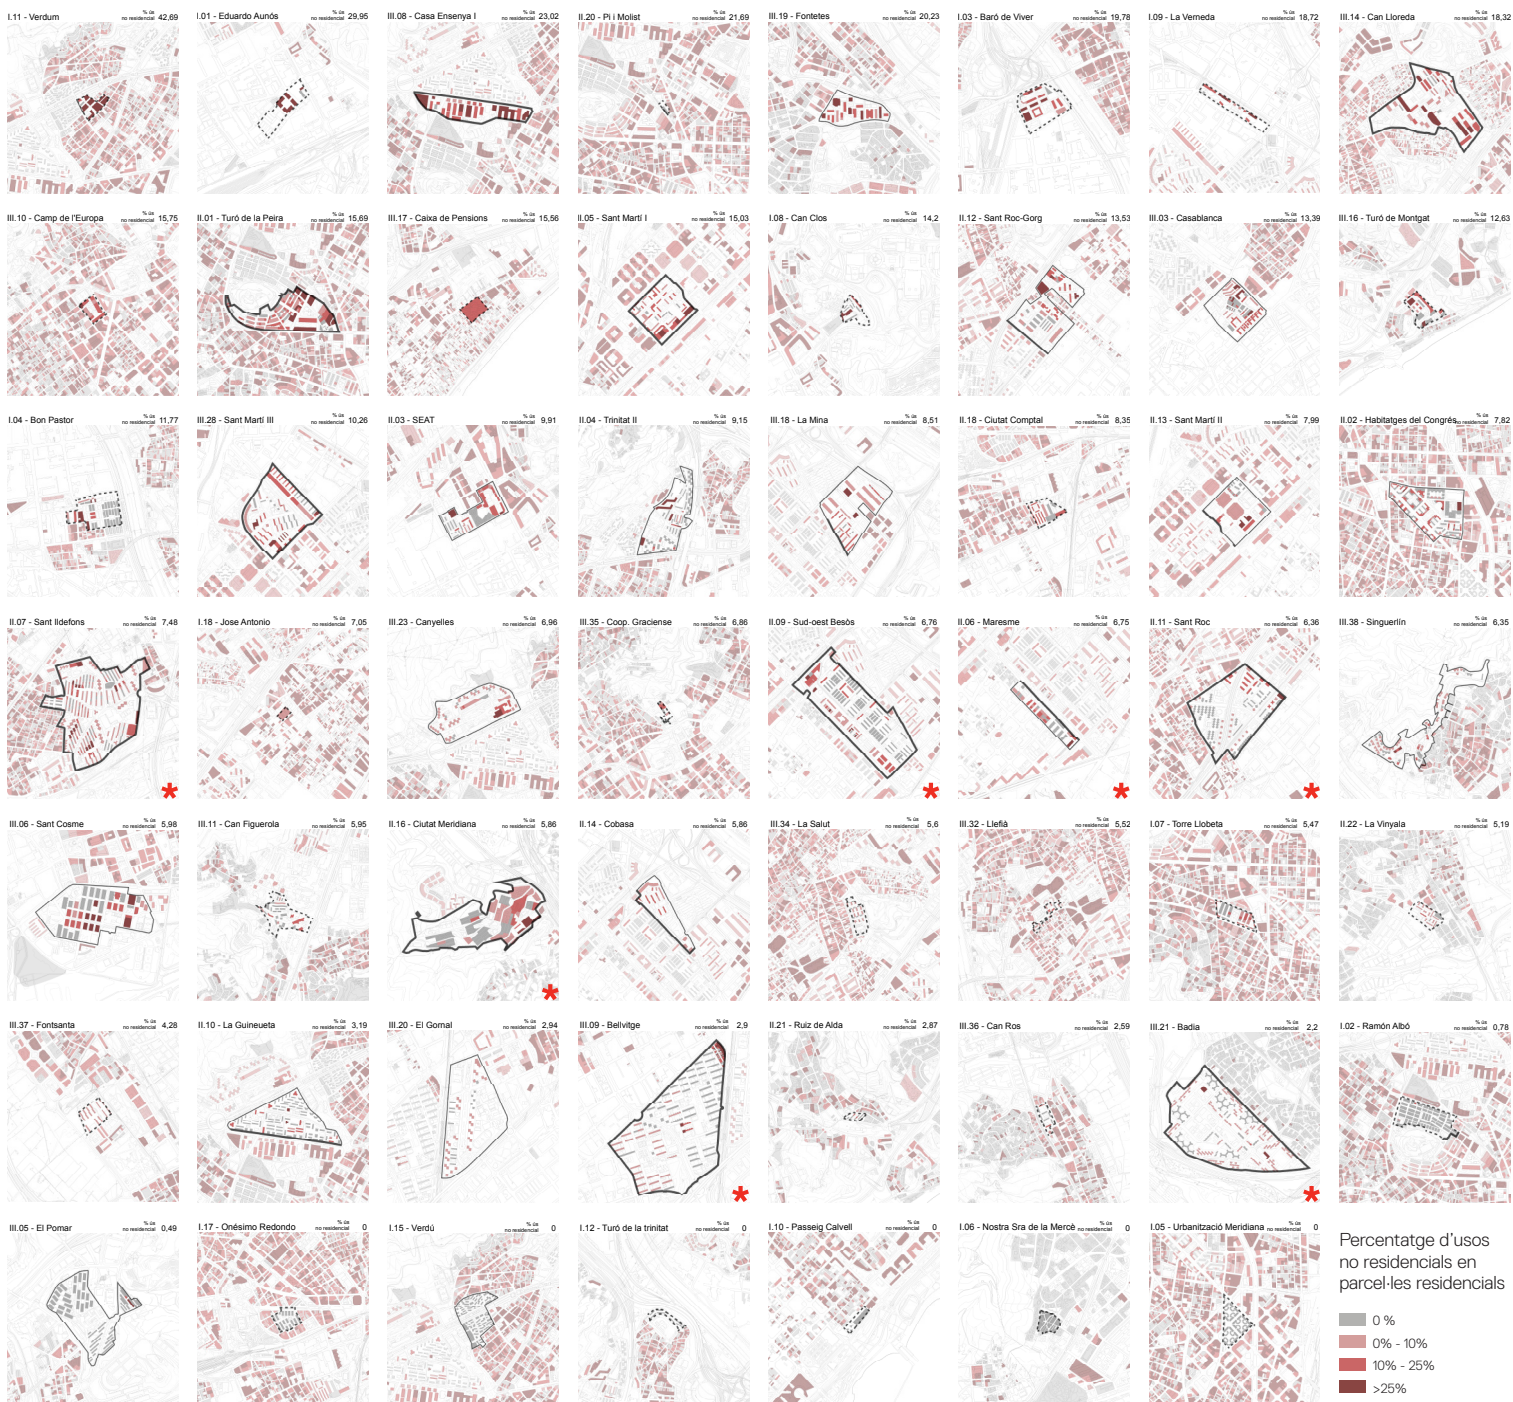 I.11 - Verdum % ús no residencial 42,69
I.01 - Eduardo Aunós % ús no residencial 29,95
III.08 - Casa Ensenya I % ús no residencial 23,02
II.20 - Pi i Molist % ús no residencial 21,69
III.19 - Fontetes % ús no residencial 20,23
I.03 - Baró de Viver % ús no residencial 19,78
I.09 - La Verneda % ús no residencial 18,72
III.14 - Can Lloreda % ús no residencial 18,32
III.10 - Camp de l'Europa % ús no residencial 15,75
II.01 - Turó de la Peira % ús no residencial 15,69
III.17 - Caixa de Pensions % ús no residencial 15,56
II.05 - Sant Martí I % ús no residencial 15,03
I.08 - Can Clos % ús no residencial 14,2
II.12 - Sant Roc-Gorg % ús no residencial 13,53
III.03 - Casablanca % ús no residencial 13,39
III.16 - Turó de Montgat % ús no residencial 12,63
I.04 - Bon Pastor % ús no residencial 11,77
III.28 - Sant Martí III % ús no residencial 10,26
II.03 - SEAT % ús no residencial 9,91
II.04 - Trinitat II % ús no residencial 9,15
III.18 - La Mina % ús no residencial 8,51
II.18 - Ciutat Comptal % ús no residencial 8,35
II.13 - Sant Martí II % ús no residencial 7,99
II.02 - Habitatges del Congrés % ús no residencial 7,82
II.07 - Sant Ildefons % ús no residencial 7,48
I.18 - Jose Antonio % ús no residencial 7,05
III.23 - Canyelles % ús no residencial 6,96
III.35 - Coop. Graciense % ús no residencial 6,86
II.09 - Sud-oest Besòs % ús no residencial 6,76
II.06 - Maresme % ús no residencial 6,75
II.11 - Sant Roc % ús no residencial 6,36
III.38 - Singuerlín % ús no residencial 6,35
III.06 - Sant Cosme % ús no residencial 5,98
III.11 - Can Figuerola % ús no residencial 5,95
II.16 - Ciutat Meridiana % ús no residencial 5,86
II.14 - Cobasa % ús no residencial 5,86
III.34 - La Salut % ús no residencial 5,6
III.32 - Llefià % ús no residencial 5,52
I.07 - Torre Llobeta % ús no residencial 5,47
II.22 - La Vinyala % ús no residencial 5,19
III.37 - Fontsanta % ús no residencial 4,28
II.10 - La Guineueta % ús no residencial 3,19
III.20 - El Gornal % ús no residencial 2,94
III.09 - Bellvitge % ús no residencial 2,9
II.21 - Ruiz de Alda % ús no residencial 2,87
III.36 - Can Ros % ús no residencial 2,59
III.21 - Badia % ús no residencial 2,2
I.02 - Ramón Albó % ús no residencial 0,78
III.05 - El Pomar % ús no residencial 0,49
I.17 - Onésimo Redondo % ús no residencial 0
I.15 - Verdú % ús no residencial 0
I.12 - Turó de la trinitat % ús no residencial 0
I.10 - Passeig Calvell % ús no residencial 0
I.06 - Nostra Sra de la Mercè % ús no residencial 0
I.05 - Urbanització Meridiana % ús no residencial 0
Percentatge d'usos
no residencials en
parcel·les residencials
0 %
0% - 10%
10% - 25%
>25%